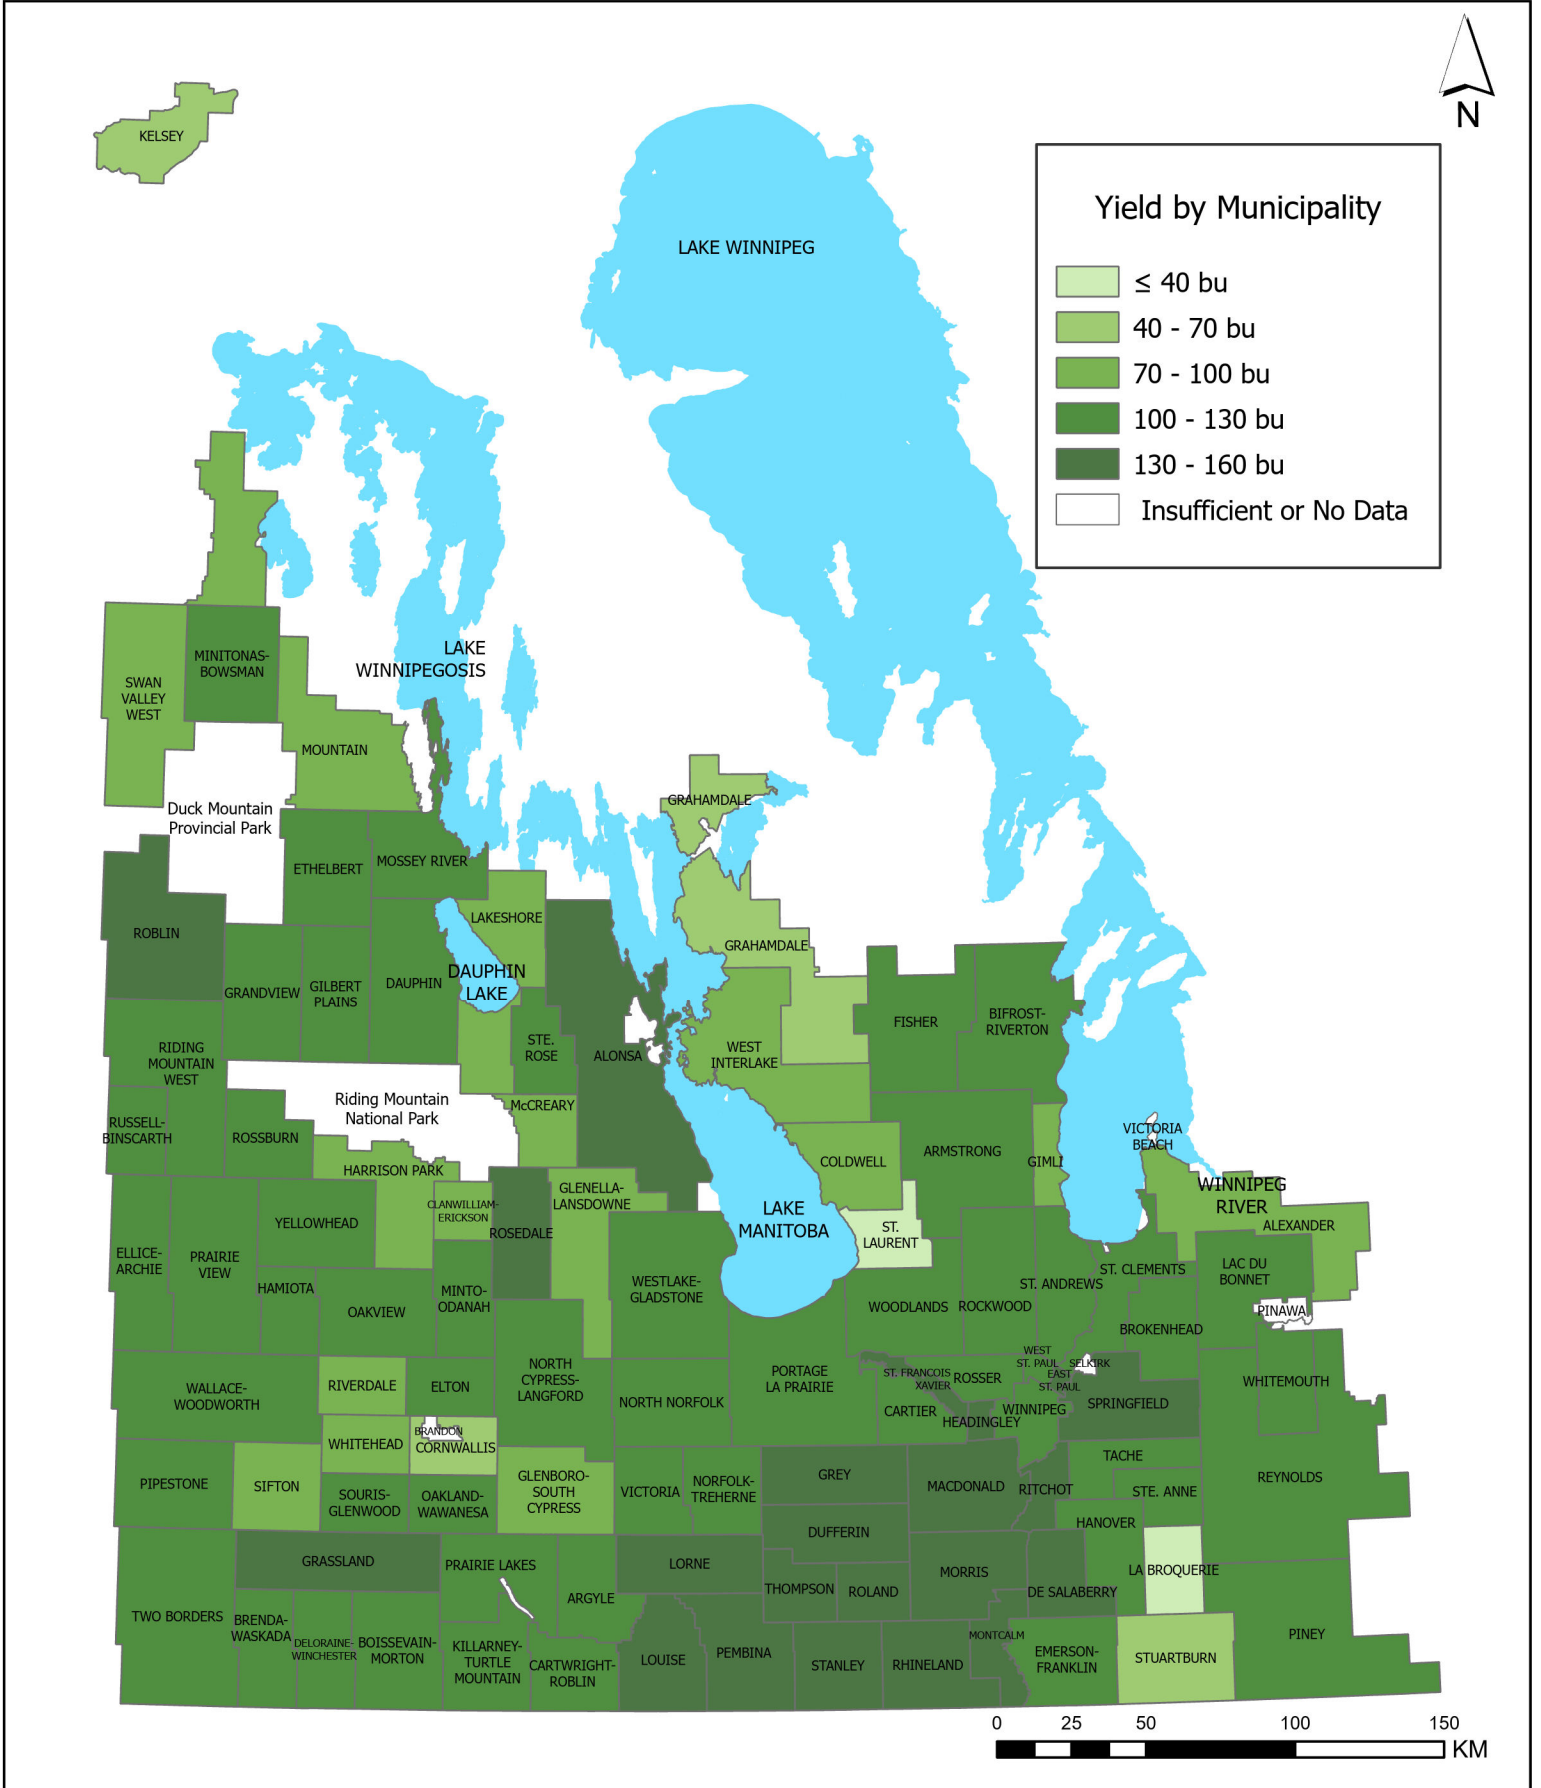 N
KELSEY
LAKE WINNIPEG
Yield by Municipality
≤ 40 bu
40 - 70 bu
70 - 100 bu
100 - 130 bu
130 - 160 bu
Insufficient or No Data
LAKE
WINNIPEGOSIS
MINITONAS-
BOWSMAN
SWAN
VALLEY
WEST
MOUNTAIN
Duck Mountain
Provincial Park
GRAHAMDALE
ETHELBERT
MOSSEY RIVER
ROBLIN
LAKESHORE
GRAHAMDALE
DAUPHIN
LAKE
GRANDVIEW
GILBERT
PLAINS
DAUPHIN
FISHER
BIFROST-
RIVERTON
STE.
ROSE
ALONSA
WEST
INTERLAKE
RIDING
MOUNTAIN
WEST
Riding Mountain
National Park
McCREARY
RUSSELL-
BINSCARTH
ROSSBURN
VICTORIA
BEACH
HARRISON PARK
COLDWELL
ARMSTRONG
GIMLI
GLENELLA-
LANSDOWNE
WINNIPEG
RIVER
CLANWILLIAM-
ERICKSON
ROSEDALE
LAKE
MANITOBA
ST.
LAURENT
ALEXANDER
YELLOWHEAD
ELLICE-
ARCHIE
PRAIRIE
VIEW
LAC DU
BONNET
ST. CLEMENTS
HAMIOTA
MINTO-
ODANAH
WESTLAKE-
GLADSTONE
ST. ANDREWS
OAKVIEW
WOODLANDS
ROCKWOOD
PINAWA
BROKENHEAD
WEST
ST. PAUL
SELKIRK
EAST
ST. PAUL
WALLACE-
WOODWORTH
RIVERDALE
ELTON
NORTH
CYPRESS-
LANGFORD
NORTH NORFOLK
PORTAGE
LA PRAIRIE
ST. FRANCOIS
XAVIER
ROSSER
CARTIER
HEADINGLEY
WINNIPEG
SPRINGFIELD
WHITEMOUTH
BRANDON
WHITEHEAD
CORNWALLIS
TACHE
PIPESTONE
SIFTON
GLENBORO-
SOUTH
CYPRESS
GREY
MACDONALD
RITCHOT
STE. ANNE
REYNOLDS
SOURIS-
GLENWOOD
OAKLAND-
WAWANESA
VICTORIA
NORFOLK-
TREHERNE
HANOVER
DUFFERIN
GRASSLAND
PRAIRIE LAKES
LORNE
MORRIS
LA BROQUERIE
THOMPSON
ROLAND
DE SALABERRY
ARGYLE
TWO BORDERS
BRENDA-
WASKADA
DELORAINE-
WINCHESTER
BOISSEVAIN-
MORTON
KILLARNEY-
TURTLE
MOUNTAIN
CARTWRIGHT-
ROBLIN
LOUISE
PEMBINA
STANLEY
RHINELAND
MONTCALM
EMERSON-
FRANKLIN
STUARTBURN
PINEY
0 25 50 100 150
KM